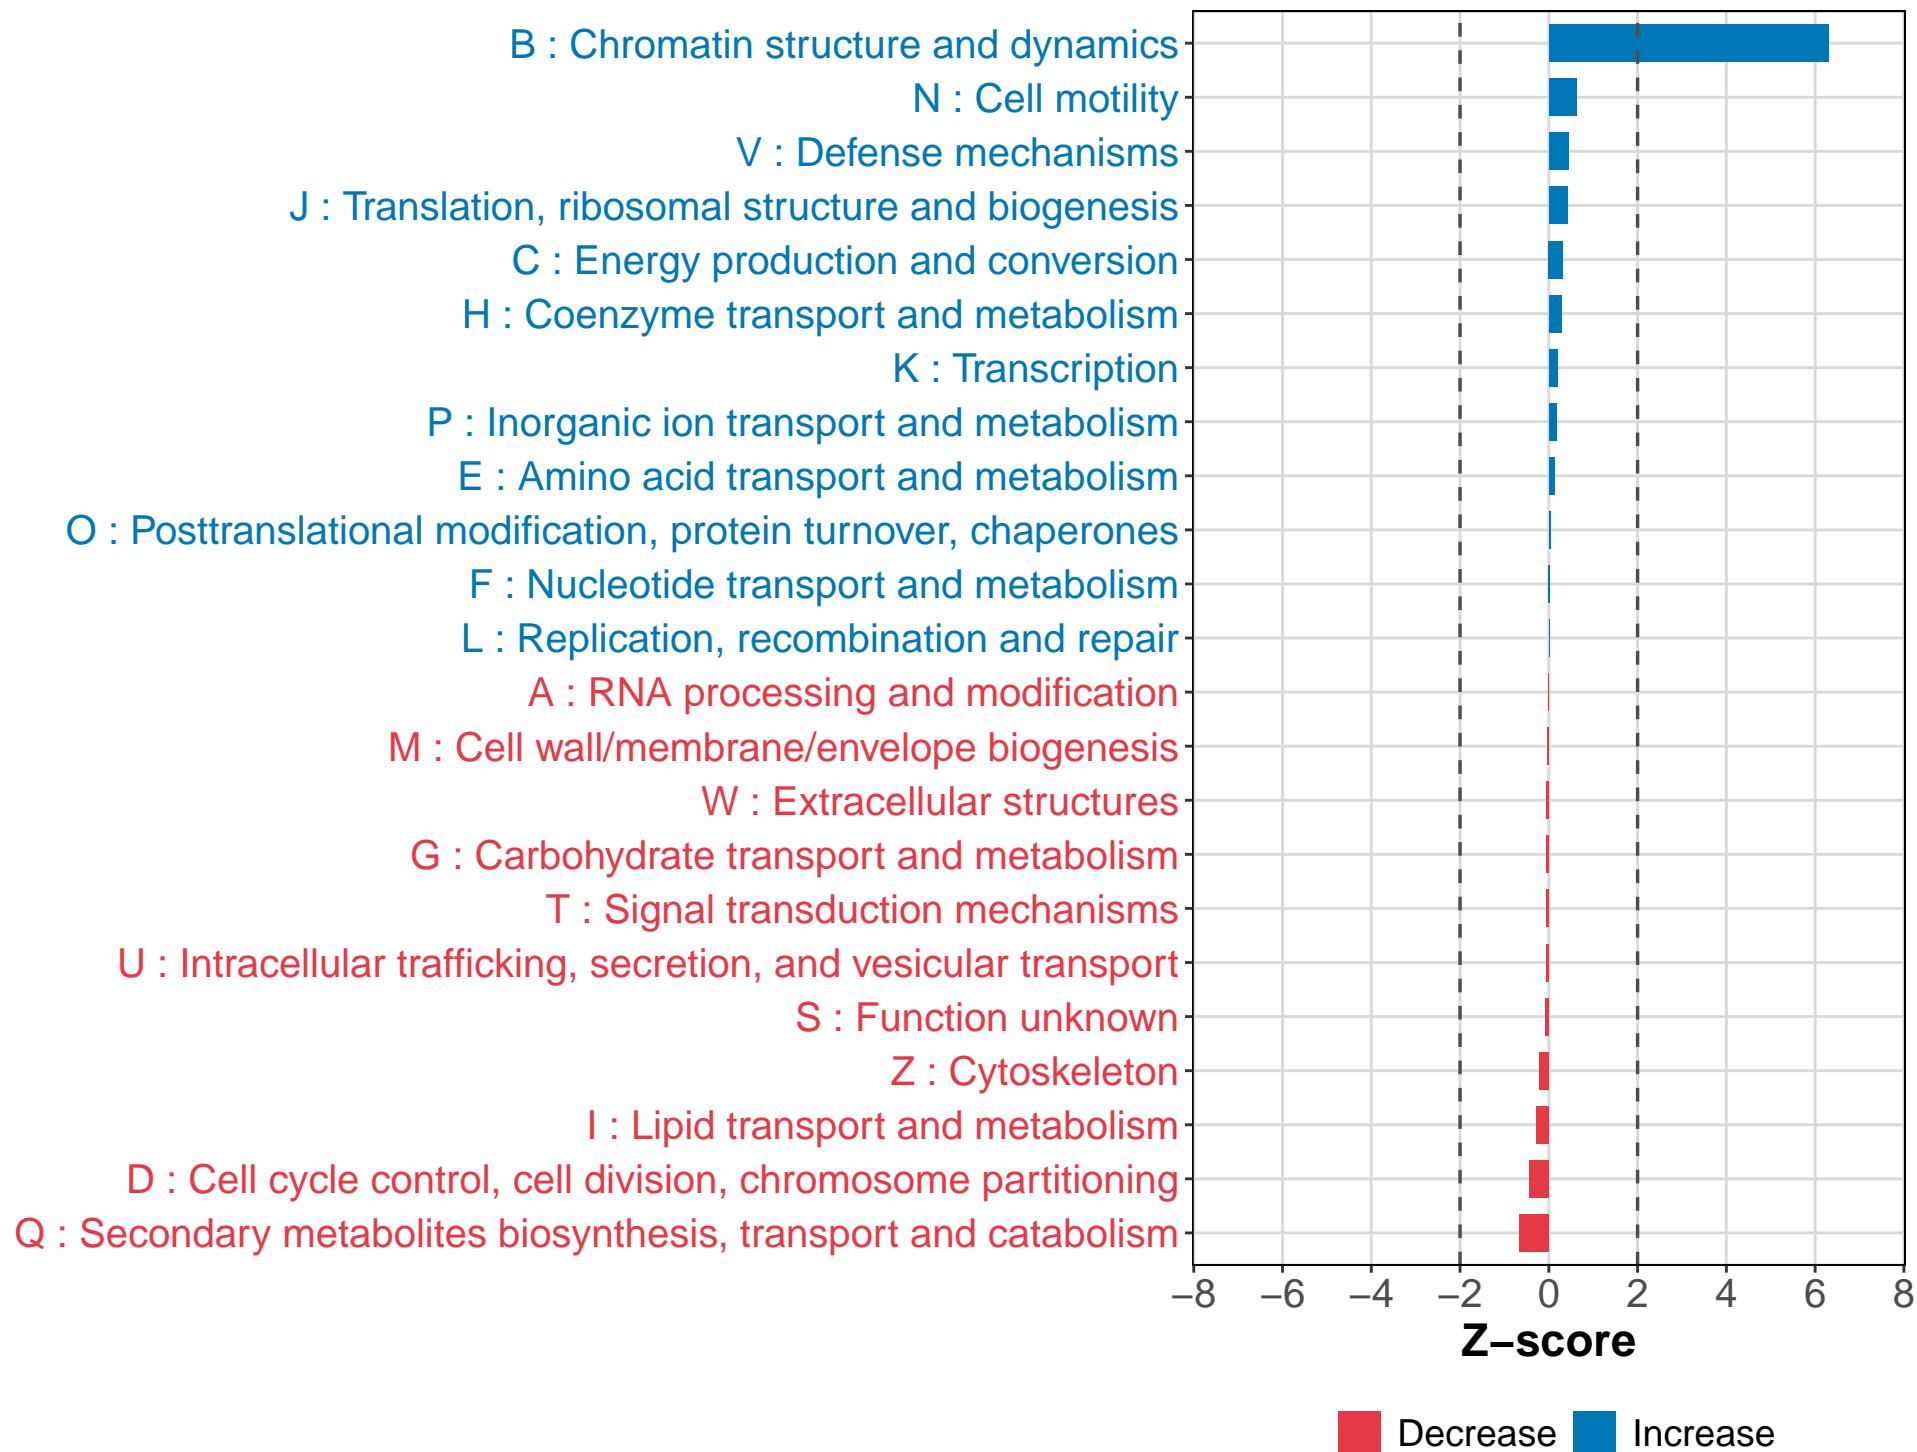 B : Chromatin structure and dynamics
N : Cell motility
V : Defense mechanisms
J : Translation, ribosomal structure and biogenesis
C : Energy production and conversion
H : Coenzyme transport and metabolism
K : Transcription
P : Inorganic ion transport and metabolism
E : Amino acid transport and metabolism
O : Posttranslational modification, protein turnover, chaperones
F : Nucleotide transport and metabolism
L : Replication, recombination and repair
A : RNA processing and modification
M : Cell wall/membrane/envelope biogenesis
W : Extracellular structures
G : Carbohydrate transport and metabolism
T : Signal transduction mechanisms
U : Intracellular trafficking, secretion, and vesicular transport
S : Function unknown
Z : Cytoskeleton
I : Lipid transport and metabolism
D : Cell cycle control, cell division, chromosome partitioning
Q : Secondary metabolites biosynthesis, transport and catabolism
−8 −6 −4 −2 0 2 4 6 8
Z−score
Decrease Increase